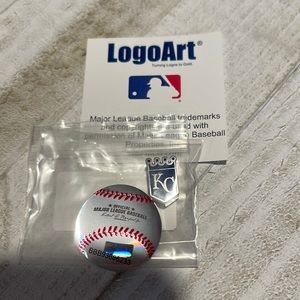 LogoArt®
Turning Logos to Gold.
Major League Baseball trademarks
and copyrights used with
permission of Major League Baseball
Properties, Inc.
KC
OFFICIAL
MAJOR LEAGUE BASEBALL